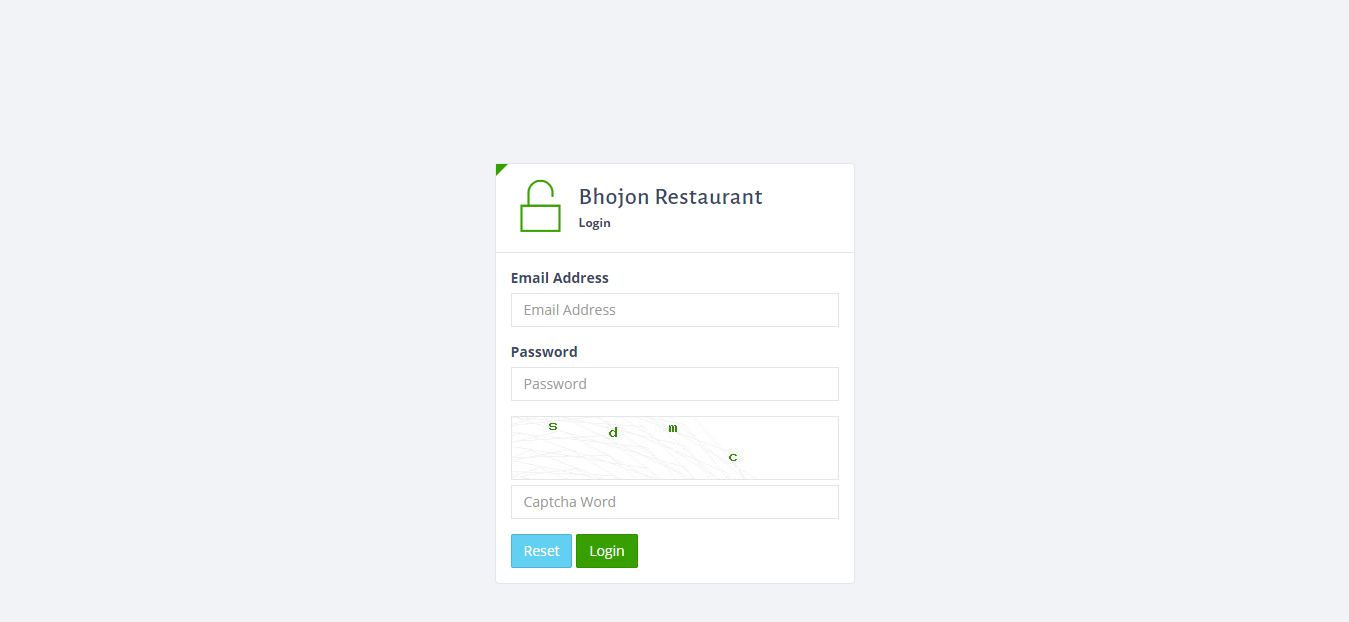 Bhojon Restaurant
Login
Email Address
Email Address
Password
Password
s d m c
Captcha Word
Reset Login